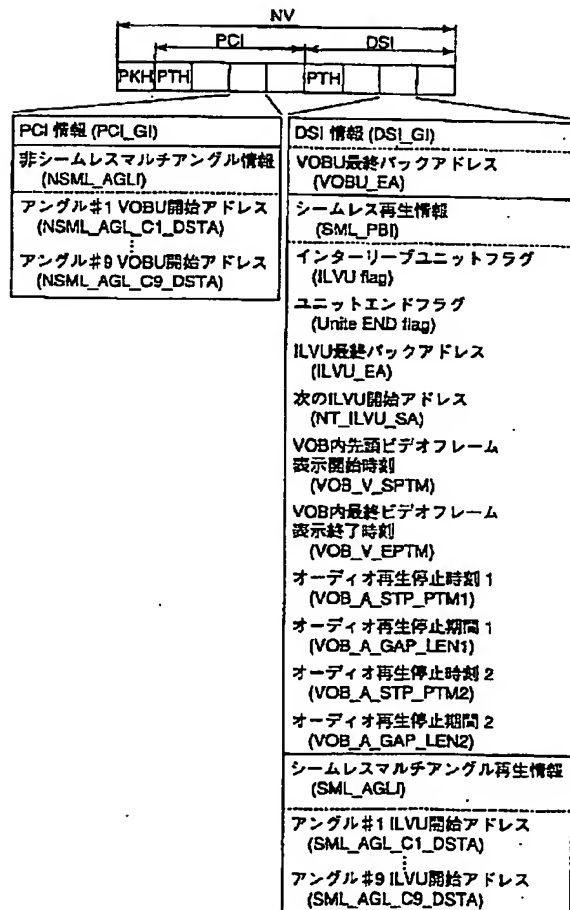 NV
PCI
DSI
PKH PTH PTH
PCI 情報 (PCI_GI)
非シームレスマルチアングル情報
(NSML_AGLI)
アングル#1 VOBU開始アドレス
(NSML_AGL_C1_DSTA)
アングル#9 VOBU開始アドレス
(NSML_AGL_C9_DSTA)
DSI 情報 (DSI_GI)
VOBU最終パックアドレス
(VOBU_EA)
シームレス再生情報
(SML_PBI)
インターリーブユニットフラグ
(ILVU flag)
ユニットエンドフラグ
(Unite END flag)
ILVU最終パックアドレス
(ILVU_EA)
次のILVU開始アドレス
(NT_ILVU_SA)
VOB内先頭ビデオフレーム
表示開始時刻
(VOB_V_SPTM)
VOB内最終ビデオフレーム
表示終了時刻
(VOB_V_EPTM)
オーディオ再生停止時刻 1
(VOB_A_STP_PTM1)
オーディオ再生停止期間 1
(VOB_A_GAP_LEN1)
オーディオ再生停止時刻 2
(VOB_A_STP_PTM2)
オーディオ再生停止期間 2
(VOB_A_GAP_LEN2)
シームレスマルチアングル再生情報
(SML_AGLI)
アングル#1 ILVU開始アドレス
(SML_AGL_C1_DSTA)
アングル#9 ILVU開始アドレス
(SML_AGL_C9_DSTA)